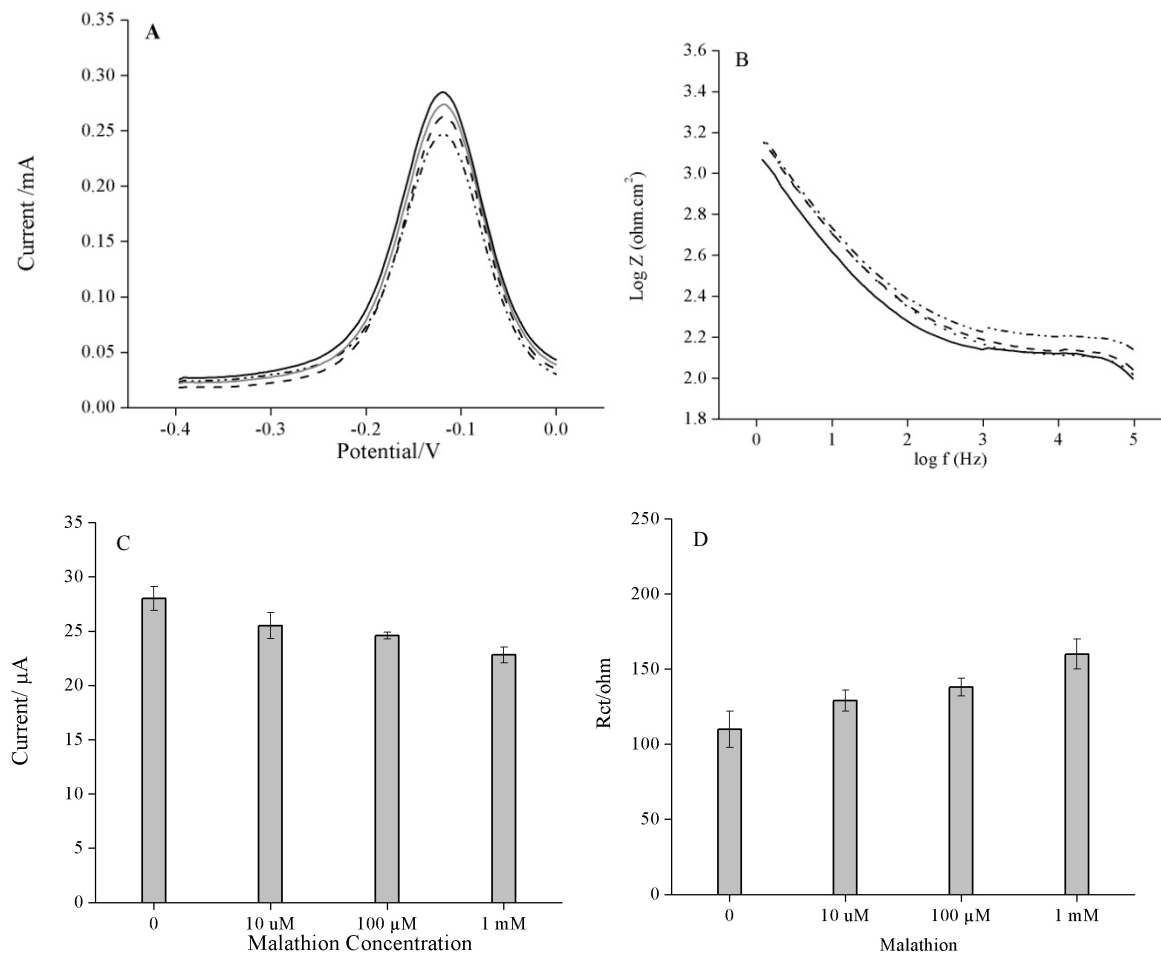 A
0.35
0.30
0.25
0.20
0.15
0.10
0.05
0.00
Current /mA
-0.4 -0.3 -0.2 -0.1 0.0
Potential/V
B
3.6
3.4
3.2
3.0
2.8
2.6
2.4
2.2
2.0
1.8
Log Z (ohm.cm²)
0 1 2 3 4 5
log f (Hz)
C
35
30
25
20
15
10
5
0
Current/ µA
0 10 uM 100 µM 1 mM
Malathion Concentration
D
250
200
150
100
50
0
Rct/ohm
0 10 uM 100 µM 1 mM
Malathion